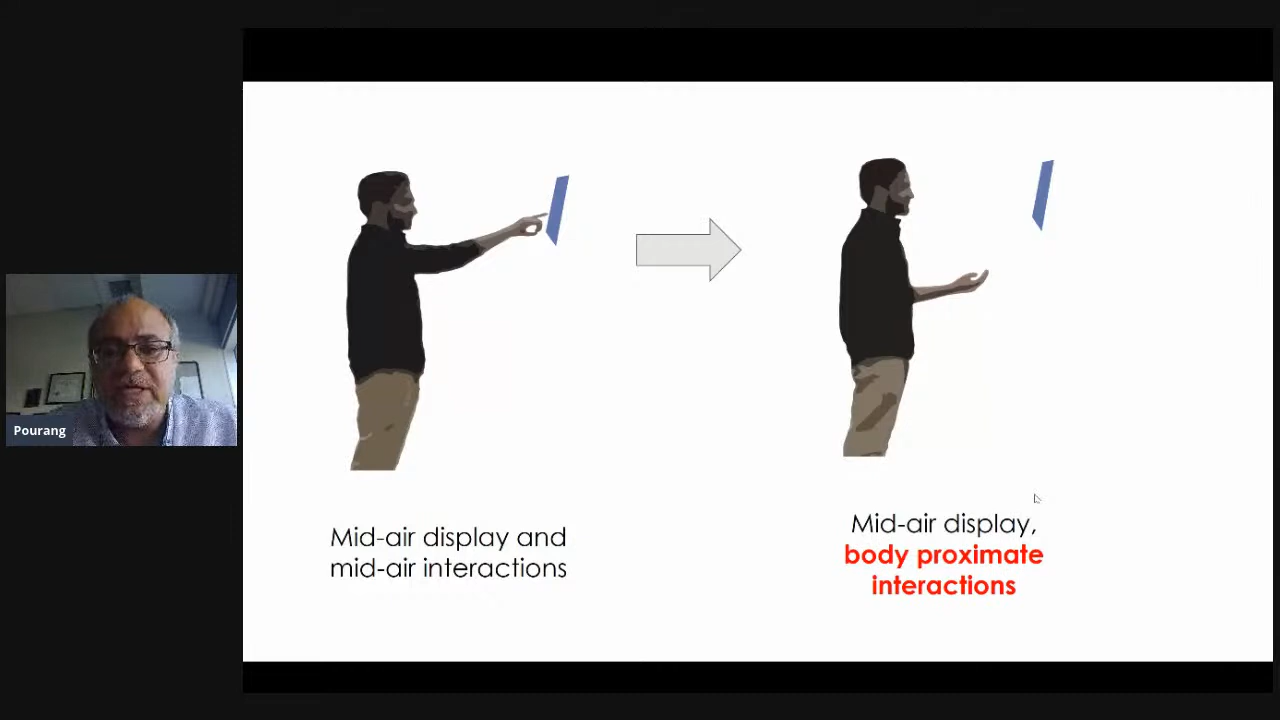 Pourang
Mid-air display and
mid-air interactions
Mid-air display,
body proximate
interactions